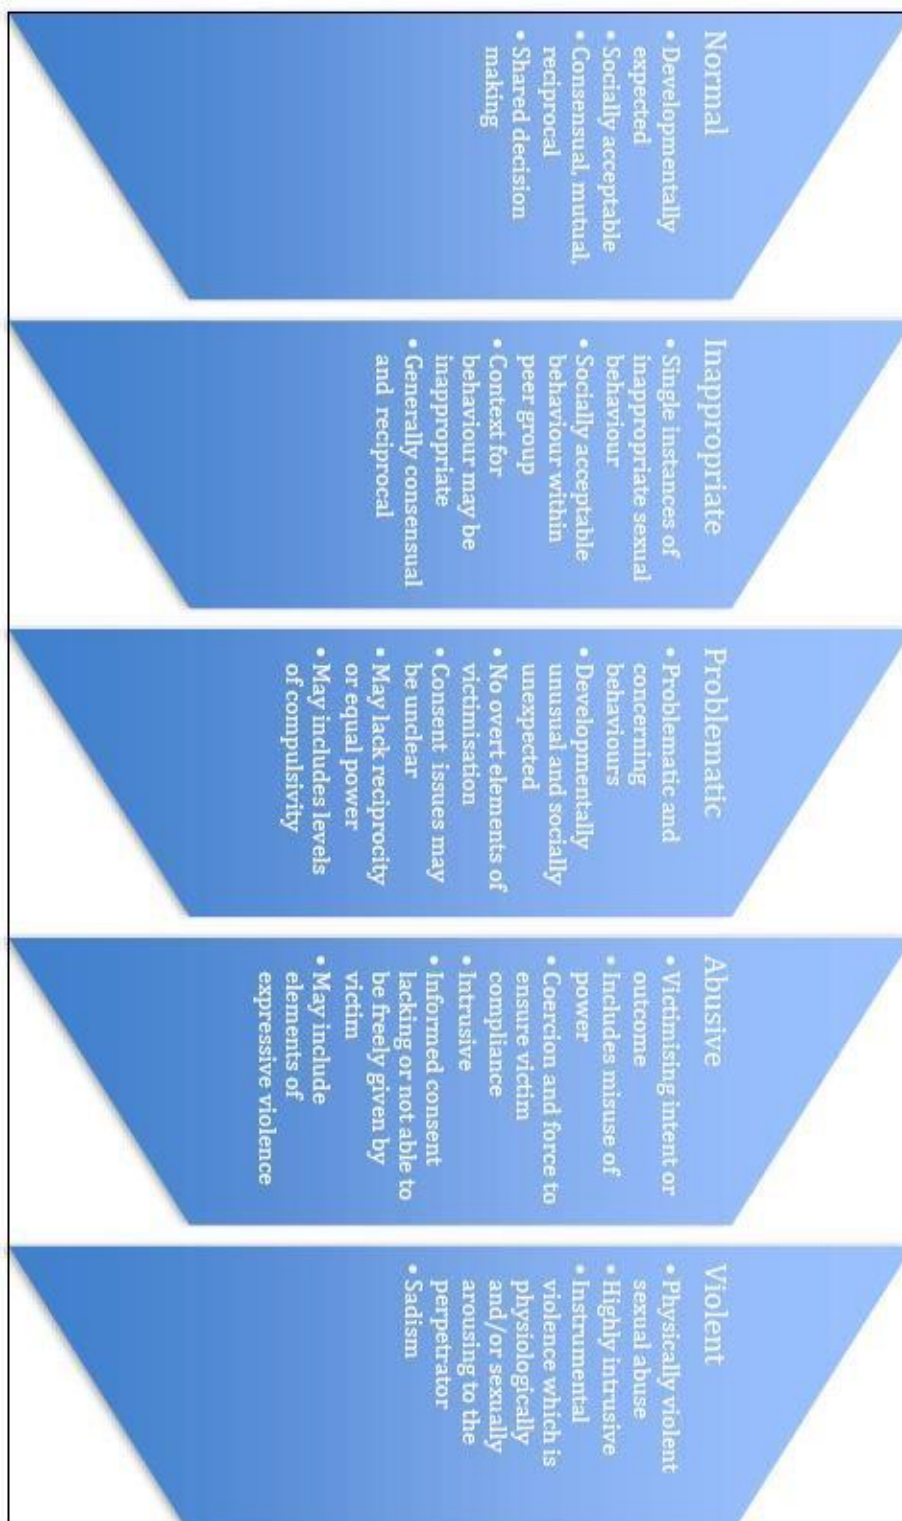 Normal
• Developmentally
expected
• Socially acceptable
• Consensual, mutual,
reciprocal
• Shared decision
making
Inappropriate
• Single instances of
inappropriate sexual
behaviour
• Socially acceptable
behaviour within
peer group
• Context for
behaviour may be
inappropriate
• Generally consensual
and reciprocal
Problematic
• Problematic and
concerning
behaviours
• Developmentally
unusual and socially
unexpected
• No overt elements of
victimisation
• Consent issues may
be unclear
• May lack reciprocity
or equal power
• May includes levels
of compulsivity
Abusive
• Victimising intent or
outcome
• Includes misuse of
power
• Coercion and force to
ensure victim
compliance
• Intrusive
• Informed consent
lacking or not able to
be freely given by
victim
• May include
elements of
expressive violence
Violent
• Physically violent
sexual abuse
• Highly intrusive
• Instrumental
violence which is
physiologically
and/or sexually
arousing to the
perpetrator
• Sadism